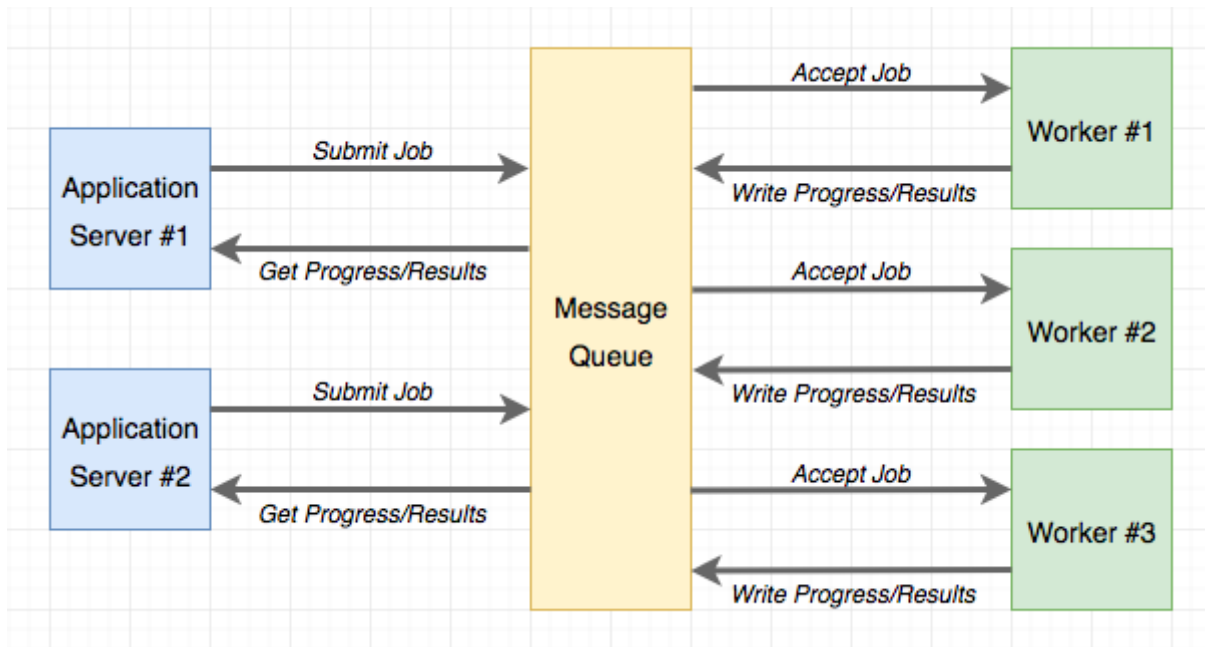 Application
Server #1
Submit Job
Get Progress/Results
Application
Server #2
Submit Job
Get Progress/Results
Message
Queue
Accept Job
Write Progress/Results
Worker #1
Accept Job
Write Progress/Results
Worker #2
Accept Job
Write Progress/Results
Worker #3